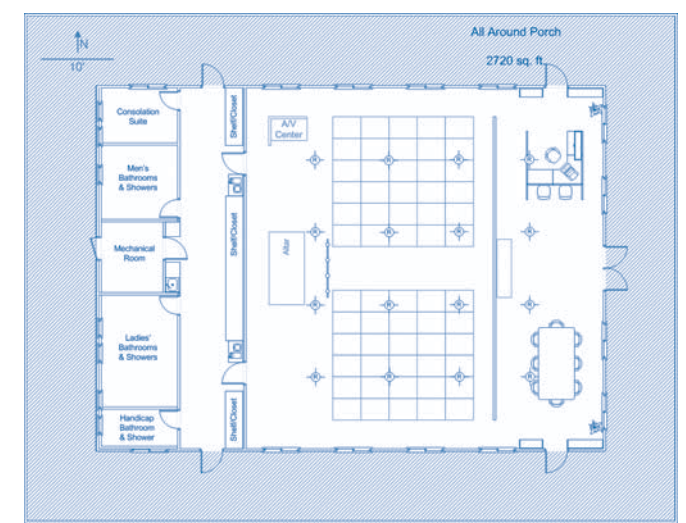 All Around Porch
N
10'
2720 sq. ft.
Consolation
Suite
Shelf/Closet
A/V
Center
Men's
Bathrooms
& Showers
R
R
R
R
Shelf/Closet
Mechanical
Room
Altar
R
R
R
R
R
R
R
R
Ladies'
Bathrooms
& Showers
R
R
R
R
Handicap
Bathroom
& Shower
Shelf/Closet